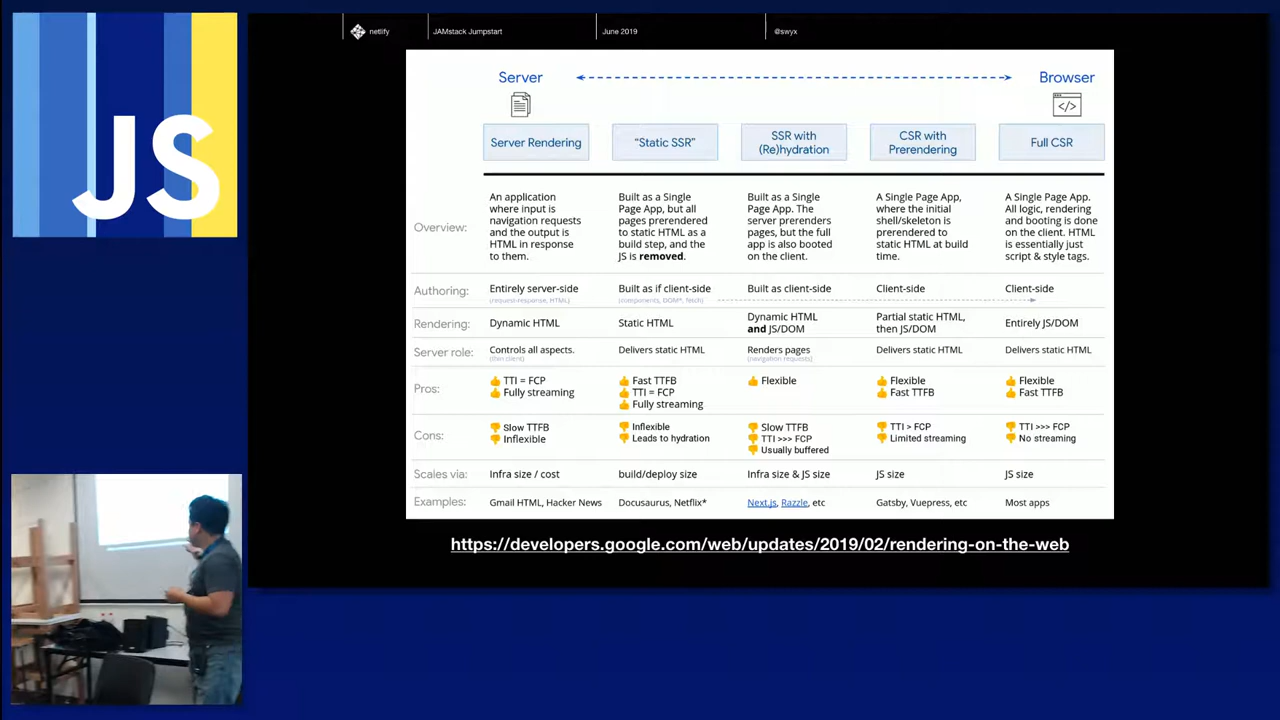 JS
netlify
JAMstack Jumpstart
June 2019
@swyx
Server
Browser
</>
Server Rendering
“Static SSR”
SSR with
(Re)hydration
CSR with
Prerendering
Full CSR
Overview:
An application
where input is
navigation requests
and the output is
HTML in response
to them.
Built as a Single
Page App, but all
pages prerendered
to static HTML as a
build step, and the
JS is removed.
Built as a Single
Page App. The
server prerenders
pages, but the full
app is also booted
on the client.
A Single Page App,
where the initial
shell/skeleton is
prerendered to
static HTML at build
time.
A Single Page App.
All logic, rendering
and booting is done
on the client. HTML
is essentially just
script & style tags.
Authoring:
Entirely server-side
(request-response, HTML)
Built as if client-side
(components, DOM*, fetch)
Built as client-side
Client-side
Client-side
Rendering:
Dynamic HTML
Static HTML
Dynamic HTML
and JS/DOM
Partial static HTML,
then JS/DOM
Entirely JS/DOM
Server role:
Controls all aspects.
(thin client)
Delivers static HTML
Renders pages
(navigation requests)
Delivers static HTML
Delivers static HTML
Pros:
👍 TTI = FCP
👍 Fully streaming
👍 Fast TTFB
👍 TTI = FCP
👍 Fully streaming
👍 Flexible
👍 Flexible
👍 Fast TTFB
👍 Flexible
👍 Fast TTFB
Cons:
👎 Slow TTFB
👎 Inflexible
👎 Inflexible
👎 Leads to hydration
👎 Slow TTFB
👎 TTI >>> FCP
👎 Usually buffered
👎 TTI > FCP
👎 Limited streaming
👎 TTI >>> FCP
👎 No streaming
Scales via:
Infra size / cost
build/deploy size
Infra size & JS size
JS size
JS size
Examples:
Gmail HTML, Hacker News
Docusaurus, Netflix*
Next.js, Razzle, etc
Gatsby, Vuepress, etc
Most apps
https://developers.google.com/web/updates/2019/02/rendering-on-the-web